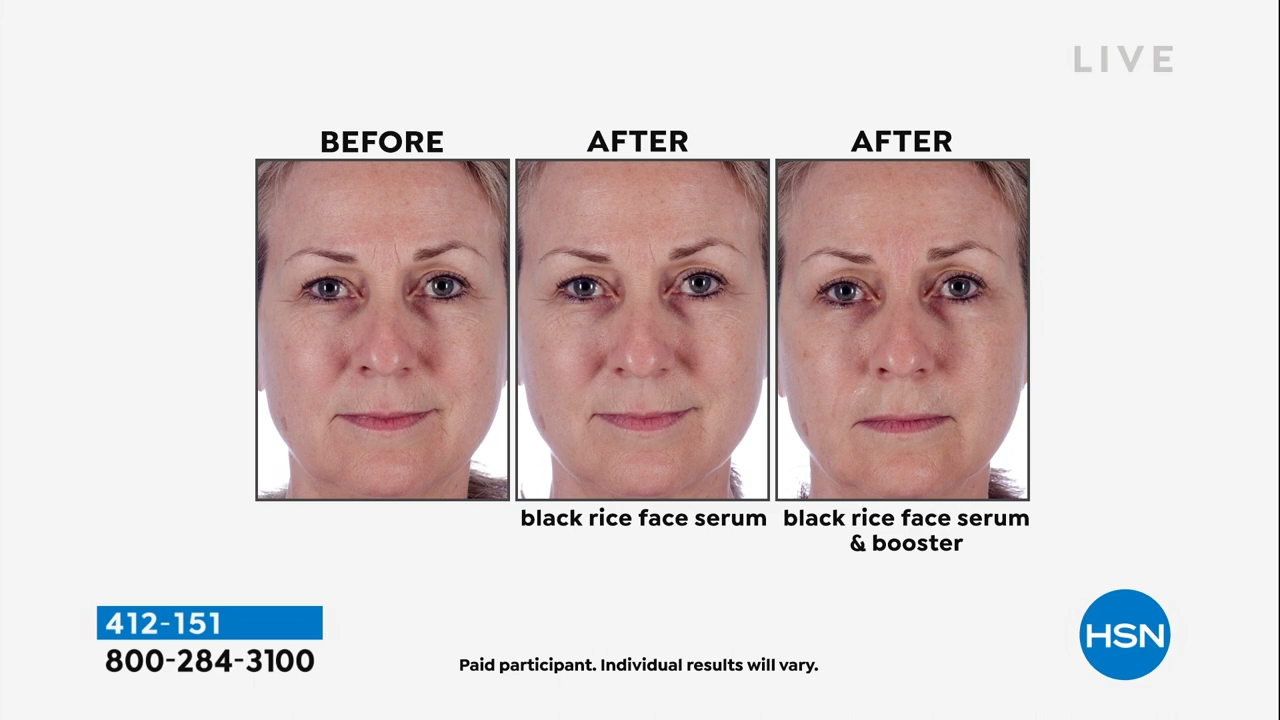 LIVE
BEFORE
AFTER
AFTER
black rice face serum
black rice face serum
& booster
412-151
800-284-3100
Paid participant. Individual results will vary.
HSN